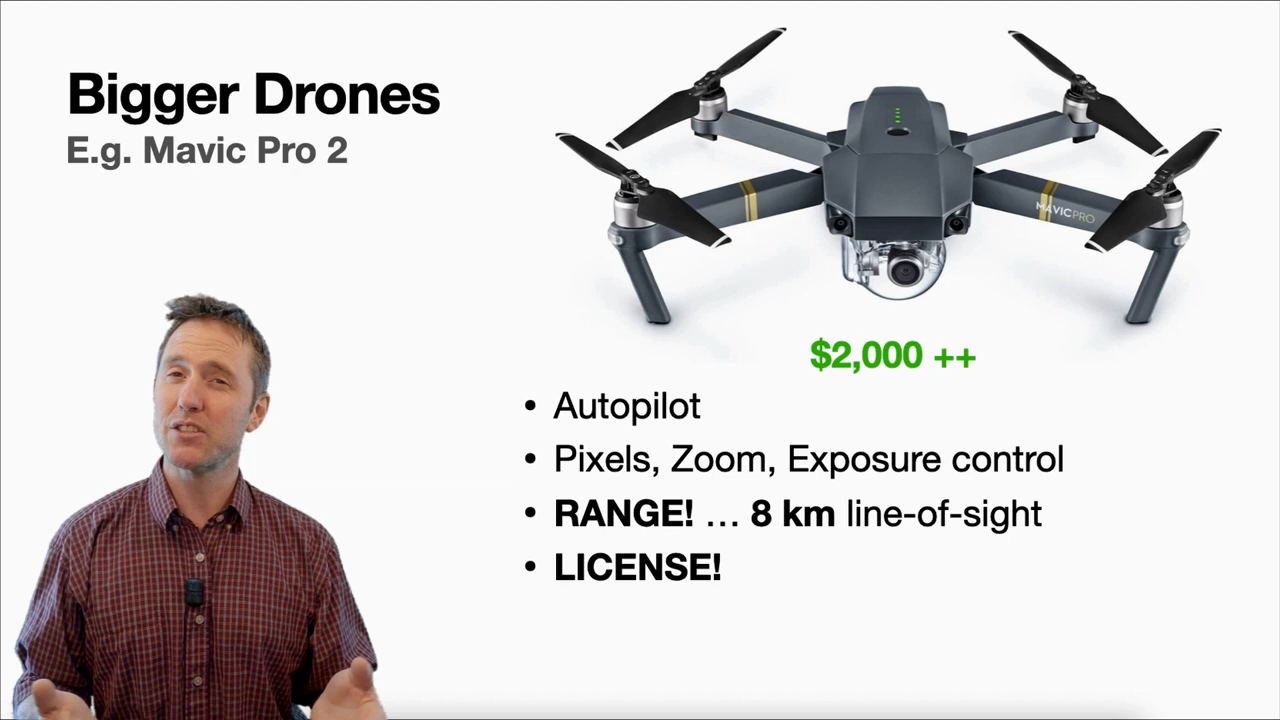 Bigger Drones
E.g. Mavic Pro 2
MAVIC PRO
$2,000 ++
• Autopilot
• Pixels, Zoom, Exposure control
• RANGE! … 8 km line-of-sight
• LICENSE!